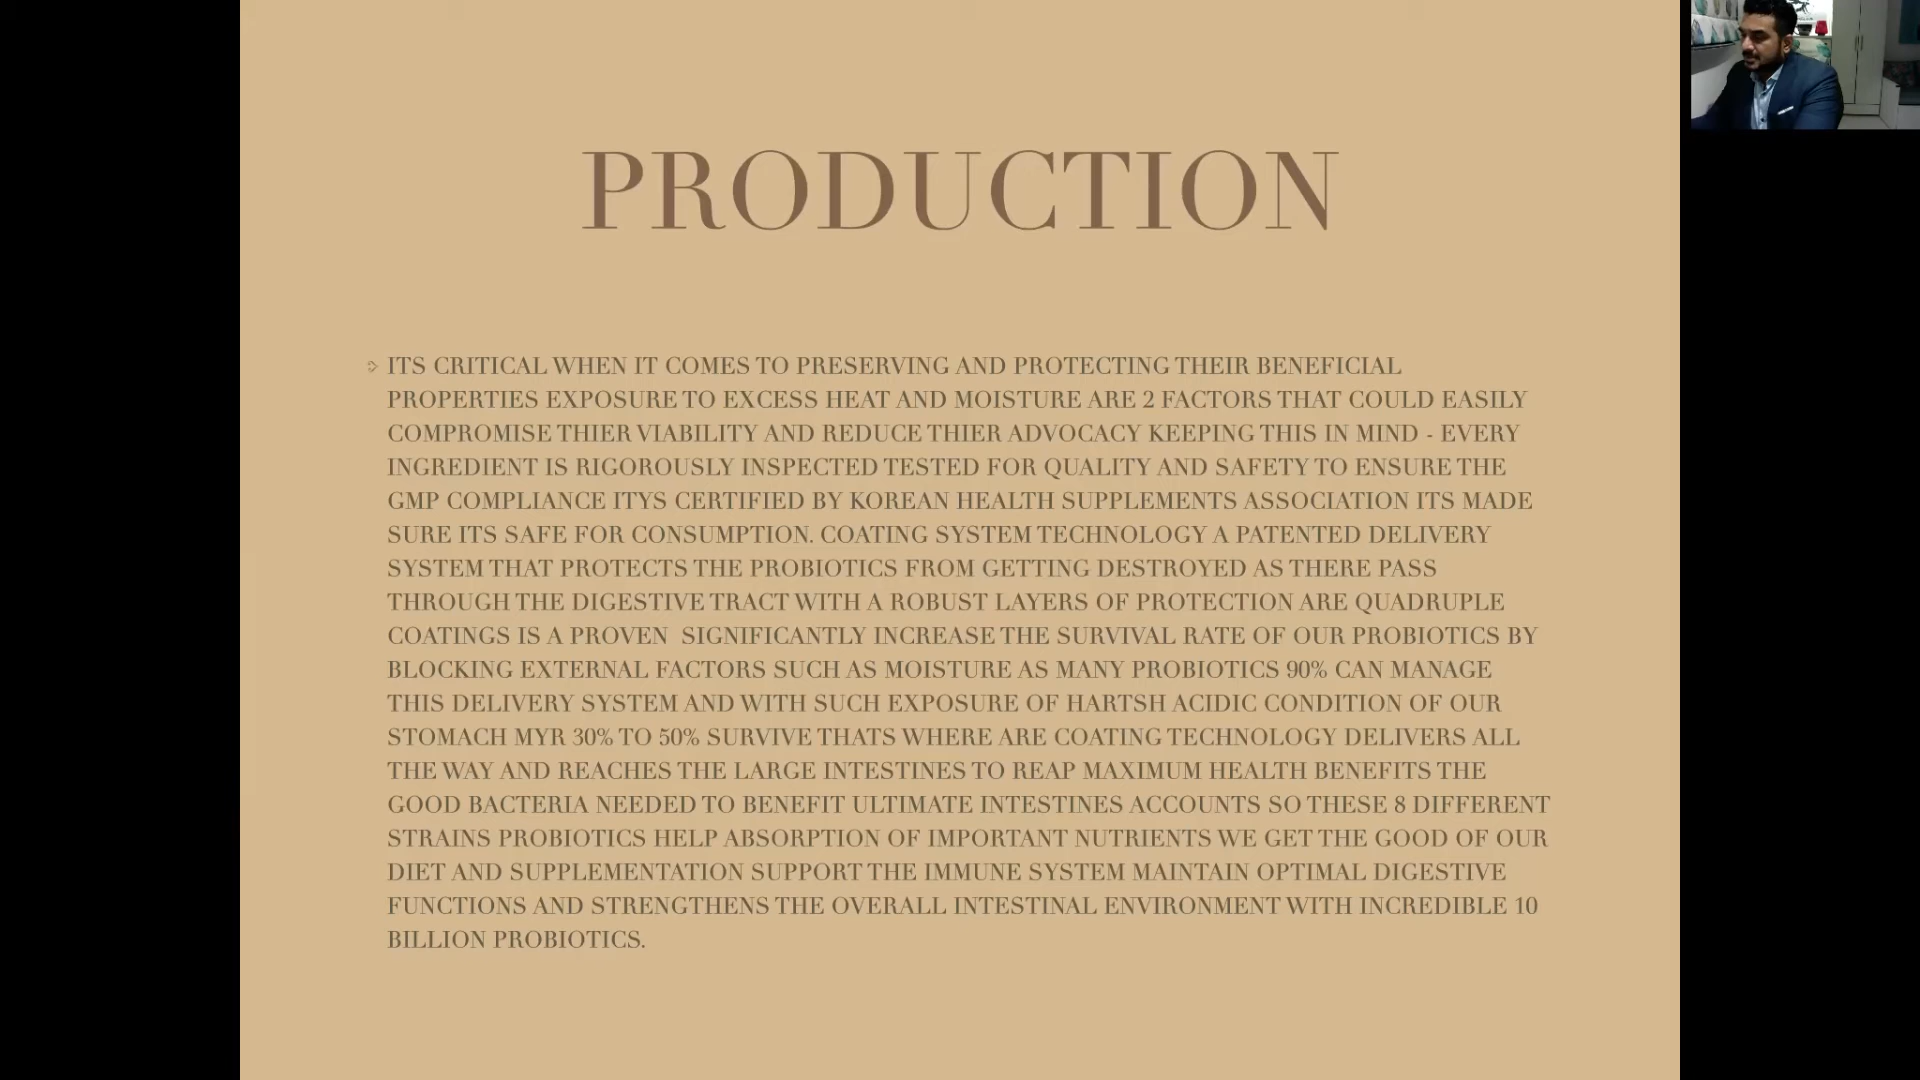 PRODUCTION
ITS CRITICAL WHEN IT COMES TO PRESERVING AND PROTECTING THEIR BENEFICIAL
PROPERTIES EXPOSURE TO EXCESS HEAT AND MOISTURE ARE 2 FACTORS THAT COULD EASILY
COMPROMISE THIER VIABILITY AND REDUCE THIER ADVOCACY KEEPING THIS IN MIND - EVERY
INGREDIENT IS RIGOROUSLY INSPECTED TESTED FOR QUALITY AND SAFETY TO ENSURE THE
GMP COMPLIANCE ITYS CERTIFIED BY KOREAN HEALTH SUPPLEMENTS ASSOCIATION ITS MADE
SURE ITS SAFE FOR CONSUMPTION. COATING SYSTEM TECHNOLOGY A PATENTED DELIVERY
SYSTEM THAT PROTECTS THE PROBIOTICS FROM GETTING DESTROYED AS THERE PASS
THROUGH THE DIGESTIVE TRACT WITH A ROBUST LAYERS OF PROTECTION ARE QUADRUPLE
COATINGS IS A PROVEN  SIGNIFICANTLY INCREASE THE SURVIVAL RATE OF OUR PROBIOTICS BY
BLOCKING EXTERNAL FACTORS SUCH AS MOISTURE AS MANY PROBIOTICS 90% CAN MANAGE
THIS DELIVERY SYSTEM AND WITH SUCH EXPOSURE OF HARTSH ACIDIC CONDITION OF OUR
STOMACH MYR 30% TO 50% SURVIVE THATS WHERE ARE COATING TECHNOLOGY DELIVERS ALL
THE WAY AND REACHES THE LARGE INTESTINES TO REAP MAXIMUM HEALTH BENEFITS THE
GOOD BACTERIA NEEDED TO BENEFIT ULTIMATE INTESTINES ACCOUNTS SO THESE 8 DIFFERENT
STRAINS PROBIOTICS HELP ABSORPTION OF IMPORTANT NUTRIENTS WE GET THE GOOD OF OUR
DIET AND SUPPLEMENTATION SUPPORT THE IMMUNE SYSTEM MAINTAIN OPTIMAL DIGESTIVE
FUNCTIONS AND STRENGTHENS THE OVERALL INTESTINAL ENVIRONMENT WITH INCREDIBLE 10
BILLION PROBIOTICS.